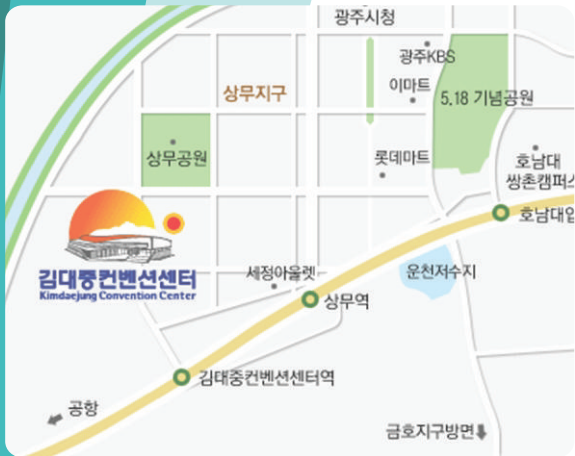 광주시청
광주KBS
이마트
상무지구
5.18 기념공원
상무공원
롯데마트
호남대
쌍촌캠퍼스
호남대입
김대중컨벤션센터
Kimdaejung Convention Center
세정아울렛
운천저수지
상무역
김대중컨벤션센터역
공항
금호지구방면